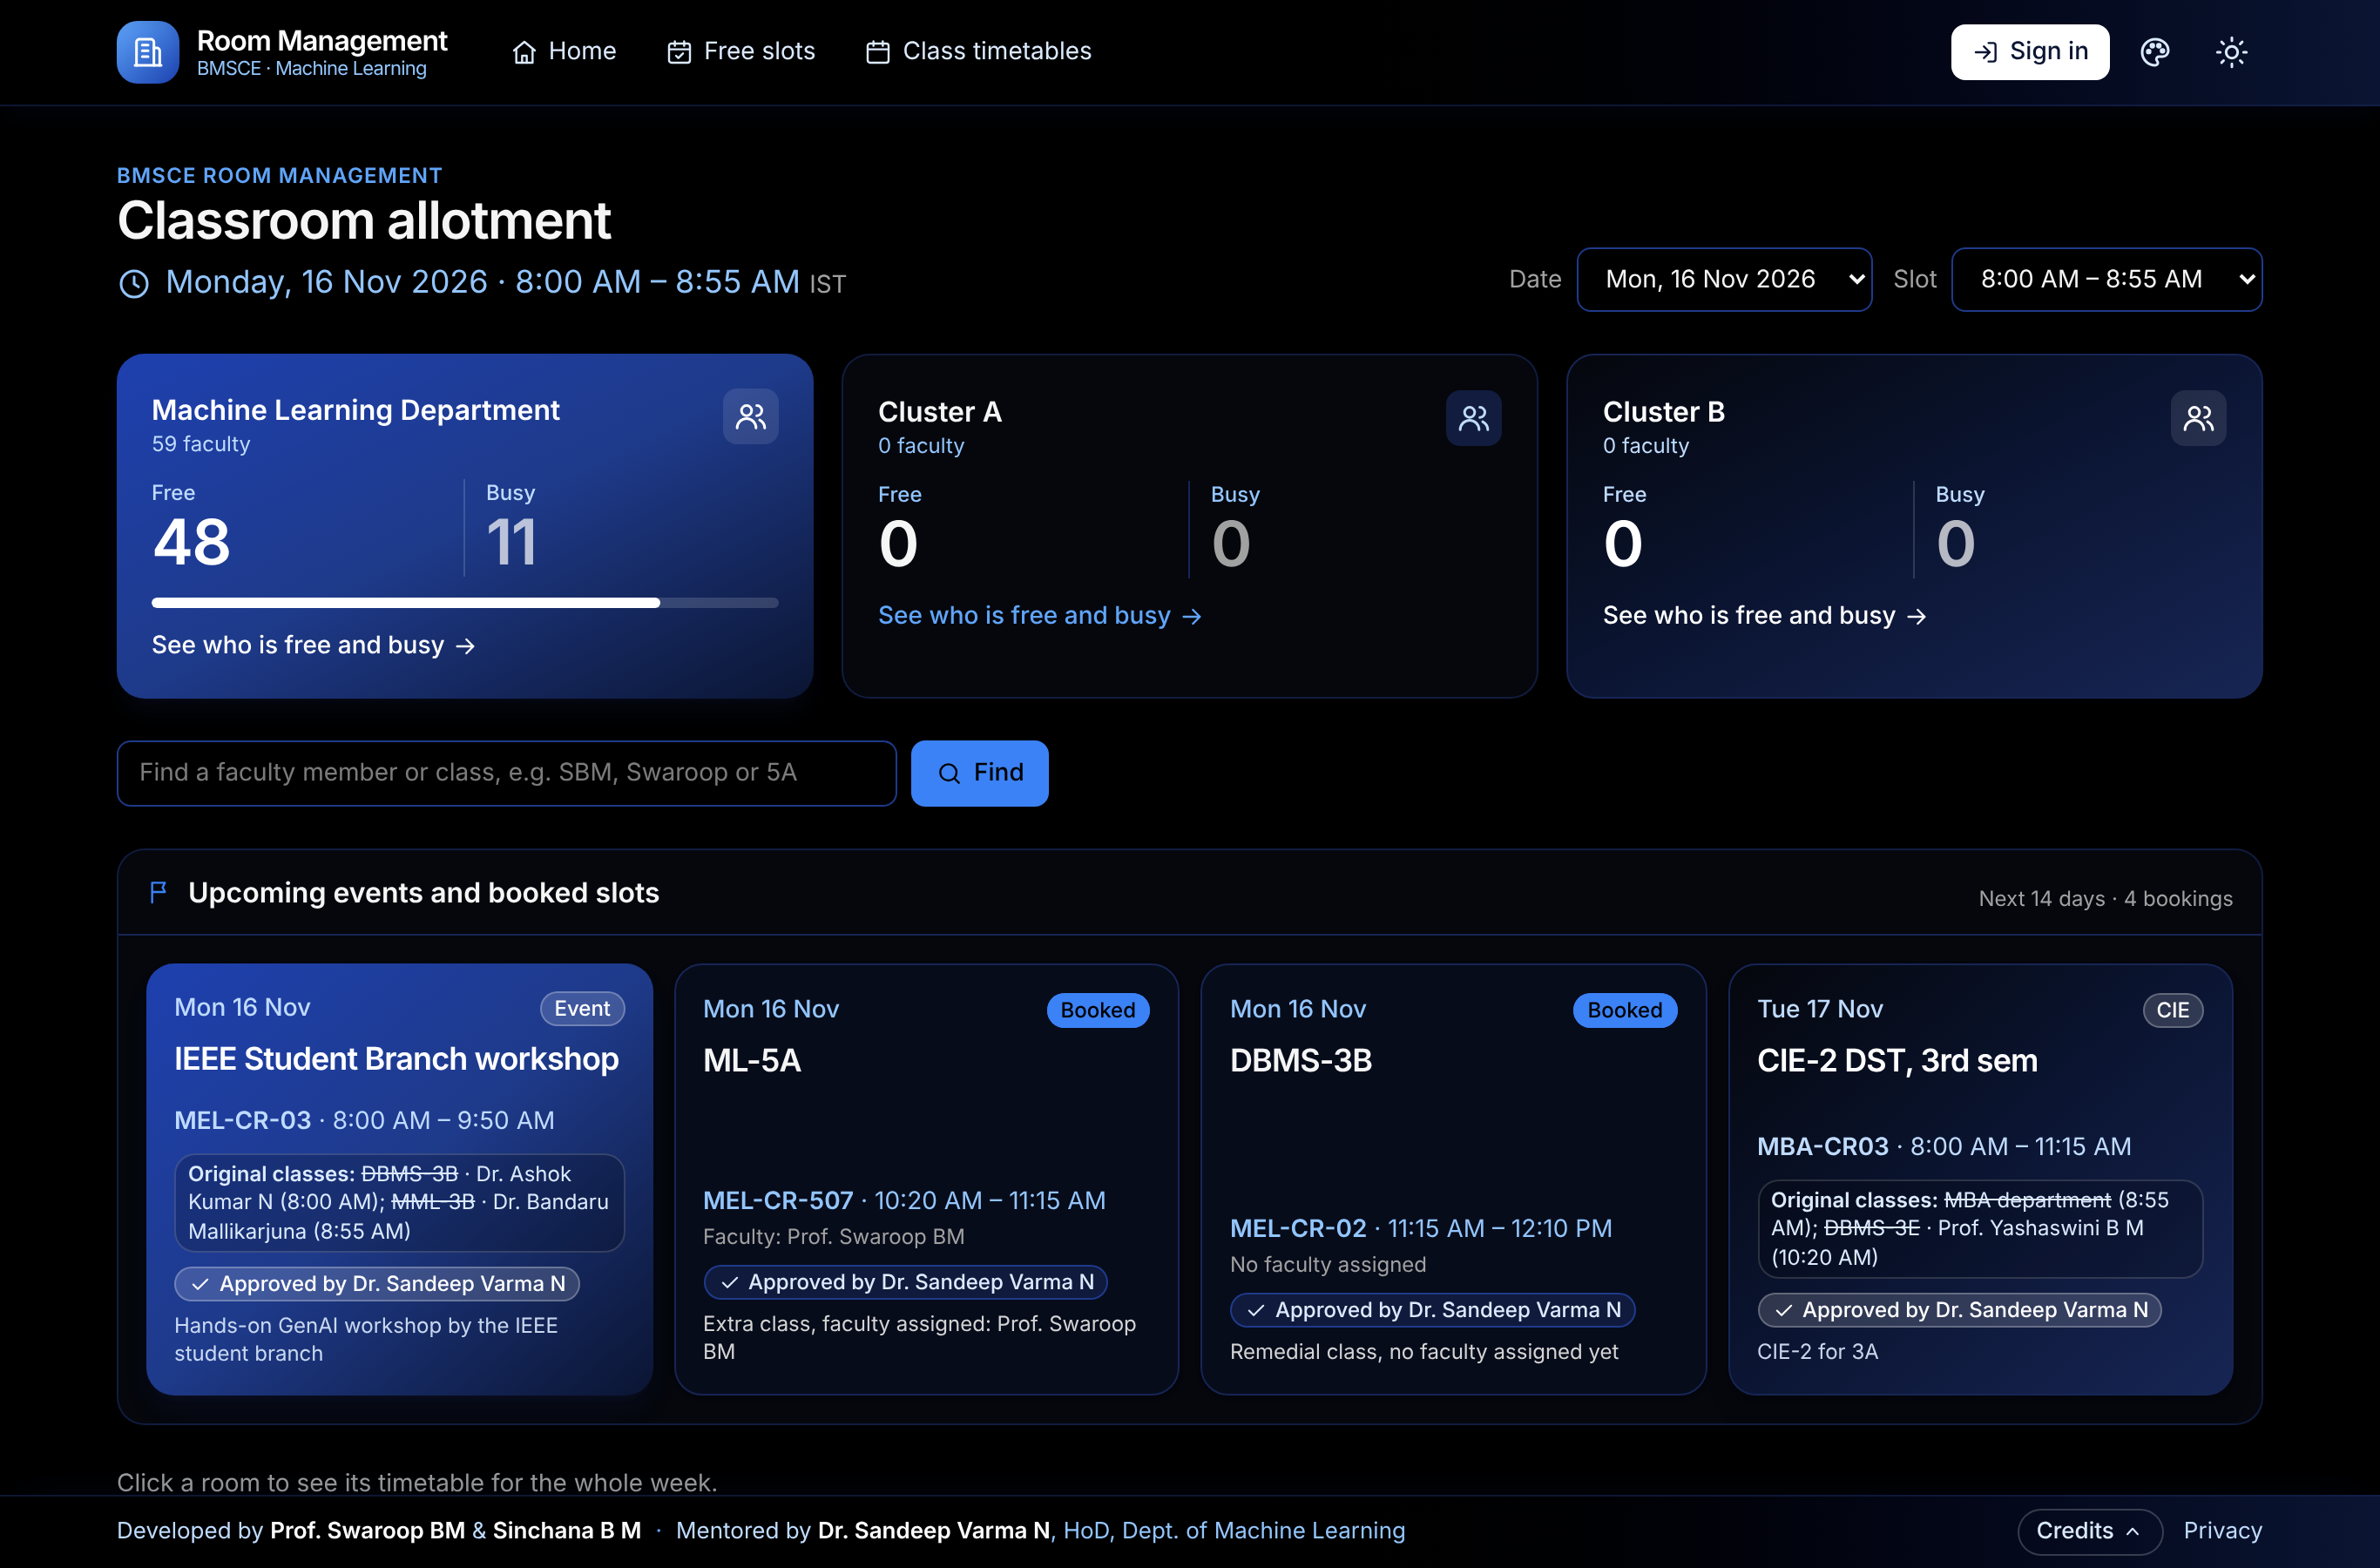 Room Management
BMSCE · Machine Learning
Home
Free slots
Class timetables
Sign in
BMSCE ROOM MANAGEMENT
Classroom allotment
Monday, 16 Nov 2026 · 8:00 AM – 8:55 AM IST
Date
Mon, 16 Nov 2026
Slot
8:00 AM – 8:55 AM
Machine Learning Department
59 faculty
Free
48
Busy
11
See who is free and busy →
Cluster A
0 faculty
Free
0
Busy
0
See who is free and busy →
Cluster B
0 faculty
Free
0
Busy
0
See who is free and busy →
Find a faculty member or class, e.g. SBM, Swaroop or 5A
Find
Upcoming events and booked slots
Next 14 days · 4 bookings
Mon 16 Nov
Event
IEEE Student Branch workshop
MEL-CR-03 · 8:00 AM – 9:50 AM
Original classes: DBMS-3B · Dr. Ashok
Kumar N (8:00 AM); MML-3B · Dr. Bandaru
Mallikarjuna (8:55 AM)
Approved by Dr. Sandeep Varma N
Hands-on GenAI workshop by the IEEE
student branch
Mon 16 Nov
Booked
ML-5A
MEL-CR-507 · 10:20 AM – 11:15 AM
Faculty: Prof. Swaroop BM
Approved by Dr. Sandeep Varma N
Extra class, faculty assigned: Prof. Swaroop
BM
Mon 16 Nov
Booked
DBMS-3B
MEL-CR-02 · 11:15 AM – 12:10 PM
No faculty assigned
Approved by Dr. Sandeep Varma N
Remedial class, no faculty assigned yet
Tue 17 Nov
CIE
CIE-2 DST, 3rd sem
MBA-CR03 · 8:00 AM – 11:15 AM
Original classes: MBA department (8:55
AM); DBMS-3E · Prof. Yashaswini B M
(10:20 AM)
Approved by Dr. Sandeep Varma N
CIE-2 for 3A
Click a room to see its timetable for the whole week.
Developed by Prof. Swaroop BM & Sinchana B M · Mentored by Dr. Sandeep Varma N, HoD, Dept. of Machine Learning
Credits
Privacy